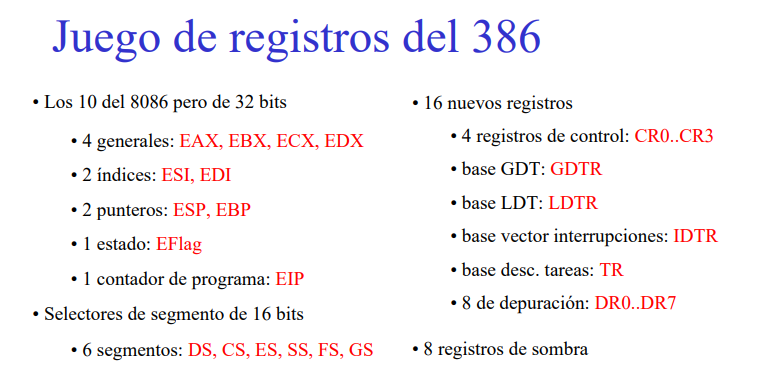 Juego de registros del 386
• Los 10 del 8086 pero de 32 bits
• 4 generales: EAX, EBX, ECX, EDX
• 2 índices: ESI, EDI
• 2 punteros: ESP, EBP
• 1 estado: EFlag
• 1 contador de programa: EIP
• Selectores de segmento de 16 bits
• 6 segmentos: DS, CS, ES, SS, FS, GS
• 16 nuevos registros
• 4 registros de control: CR0..CR3
• base GDT: GDTR
• base LDT: LDTR
• base vector interrupciones: IDTR
• base desc. tareas: TR
• 8 de depuración: DR0..DR7
• 8 registros de sombra